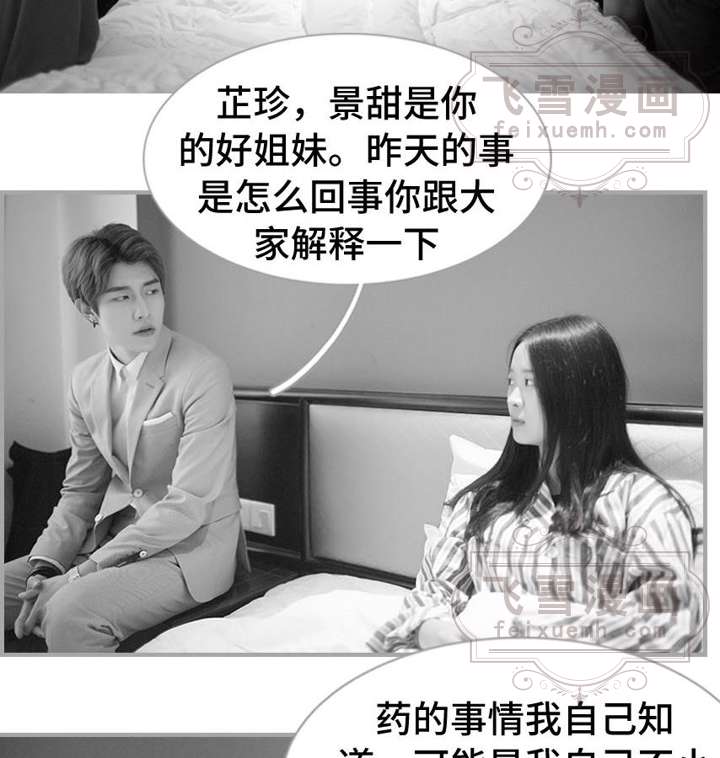 飞雪漫画
feixuemh.com
芷珍，景甜是你
的好姐妹。昨天的事
是怎么回事你跟大
家解释一下
飞雪漫画
feixuemh.com
药的事情我自己知